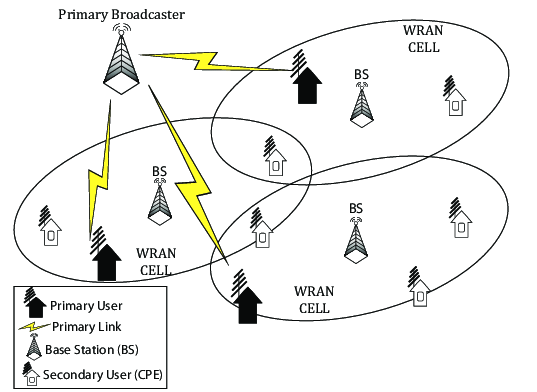 Primary Broadcaster
WRAN
CELL
BS
BS
WRAN
CELL
BS
WRAN
CELL
Primary User
Primary Link
Base Station (BS)
Secondary User (CPE)